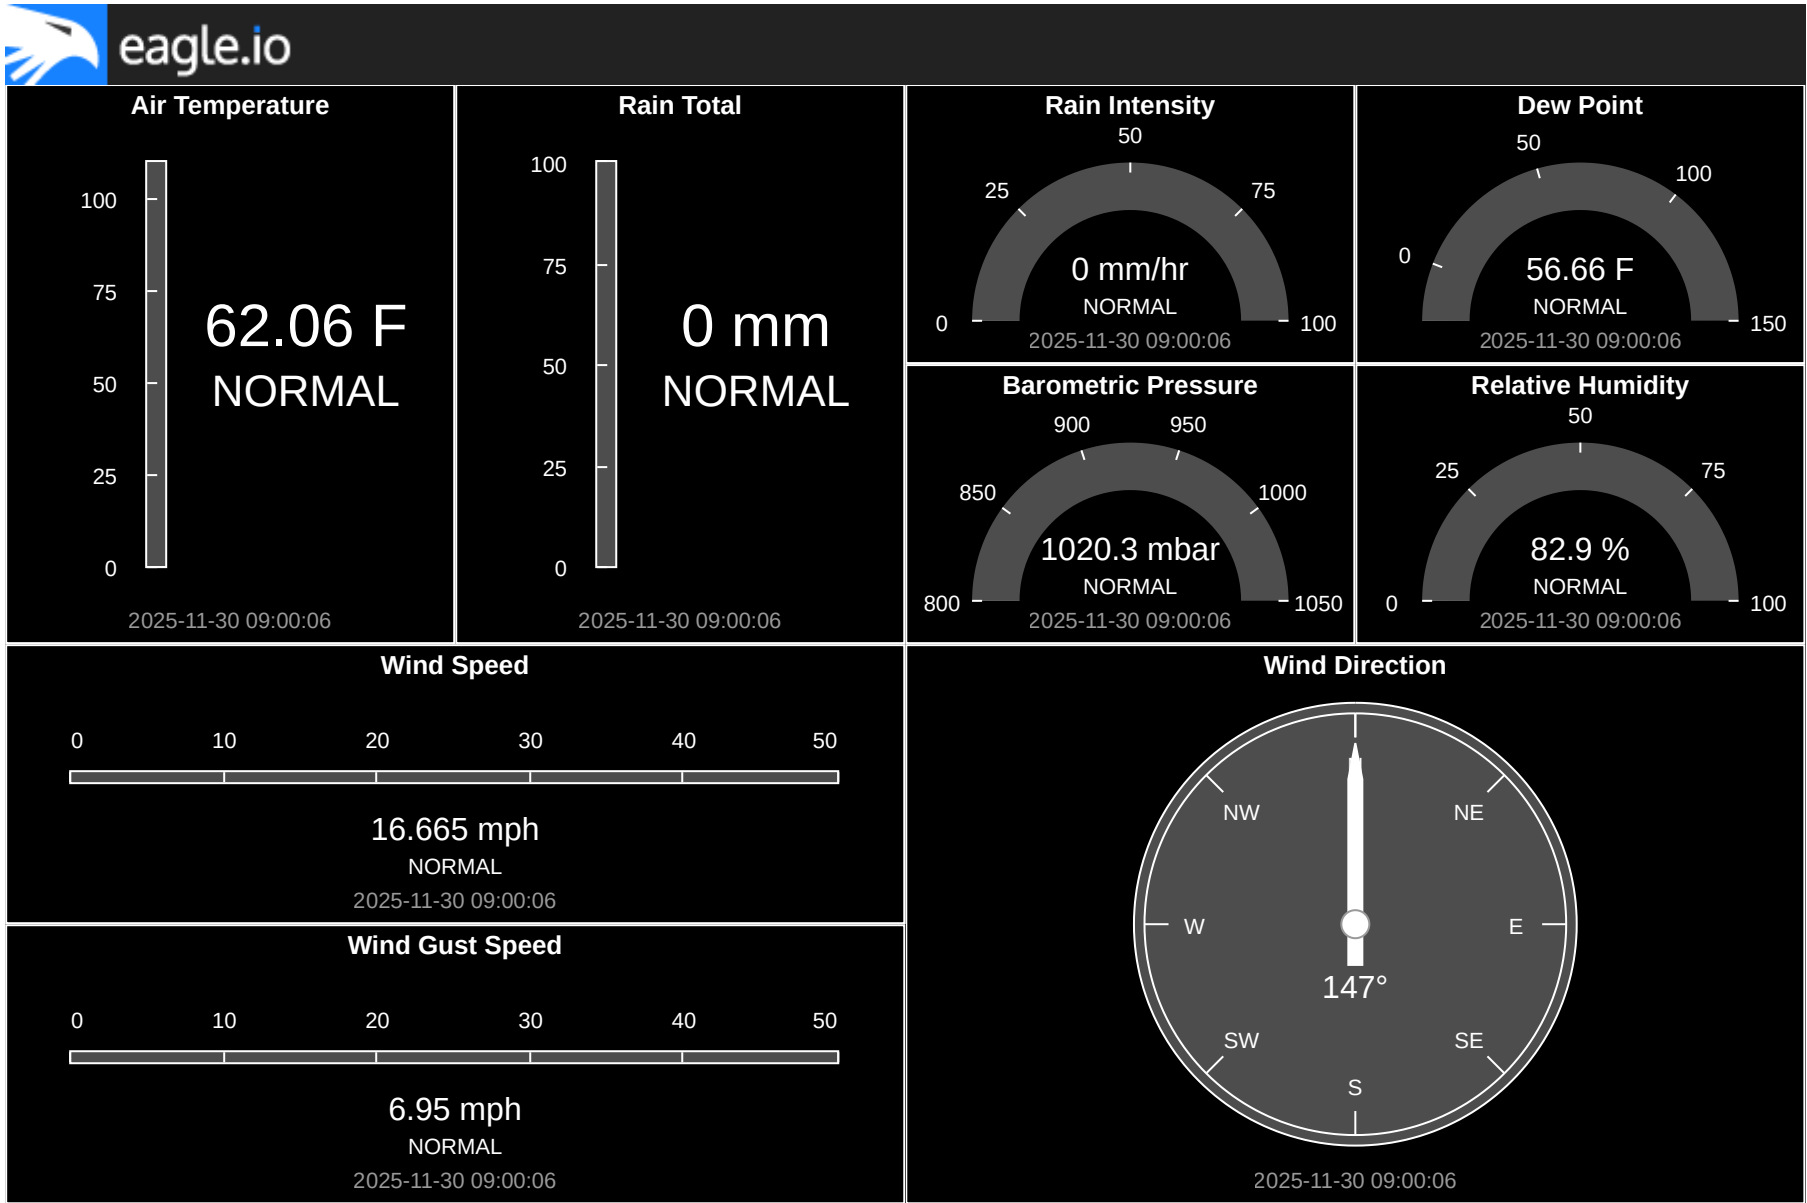 eagle.io
Air Temperature
100
75
50
25
0
62.06 F
NORMAL
2025-11-30 09:00:06
Rain Total
100
75
50
25
0
0 mm
NORMAL
2025-11-30 09:00:06
Rain Intensity
50
25
75
0
100
0 mm/hr
NORMAL
2025-11-30 09:00:06
Dew Point
50
100
0
150
56.66 F
NORMAL
2025-11-30 09:00:06
Barometric Pressure
900
950
850
1000
800
1050
1020.3 mbar
NORMAL
2025-11-30 09:00:06
Relative Humidity
50
25
75
0
100
82.9 %
NORMAL
2025-11-30 09:00:06
Wind Speed
0 10 20 30 40 50
16.665 mph
NORMAL
2025-11-30 09:00:06
Wind Gust Speed
0 10 20 30 40 50
6.95 mph
NORMAL
2025-11-30 09:00:06
Wind Direction
NW NE
W E
147°
SW SE
S
2025-11-30 09:00:06